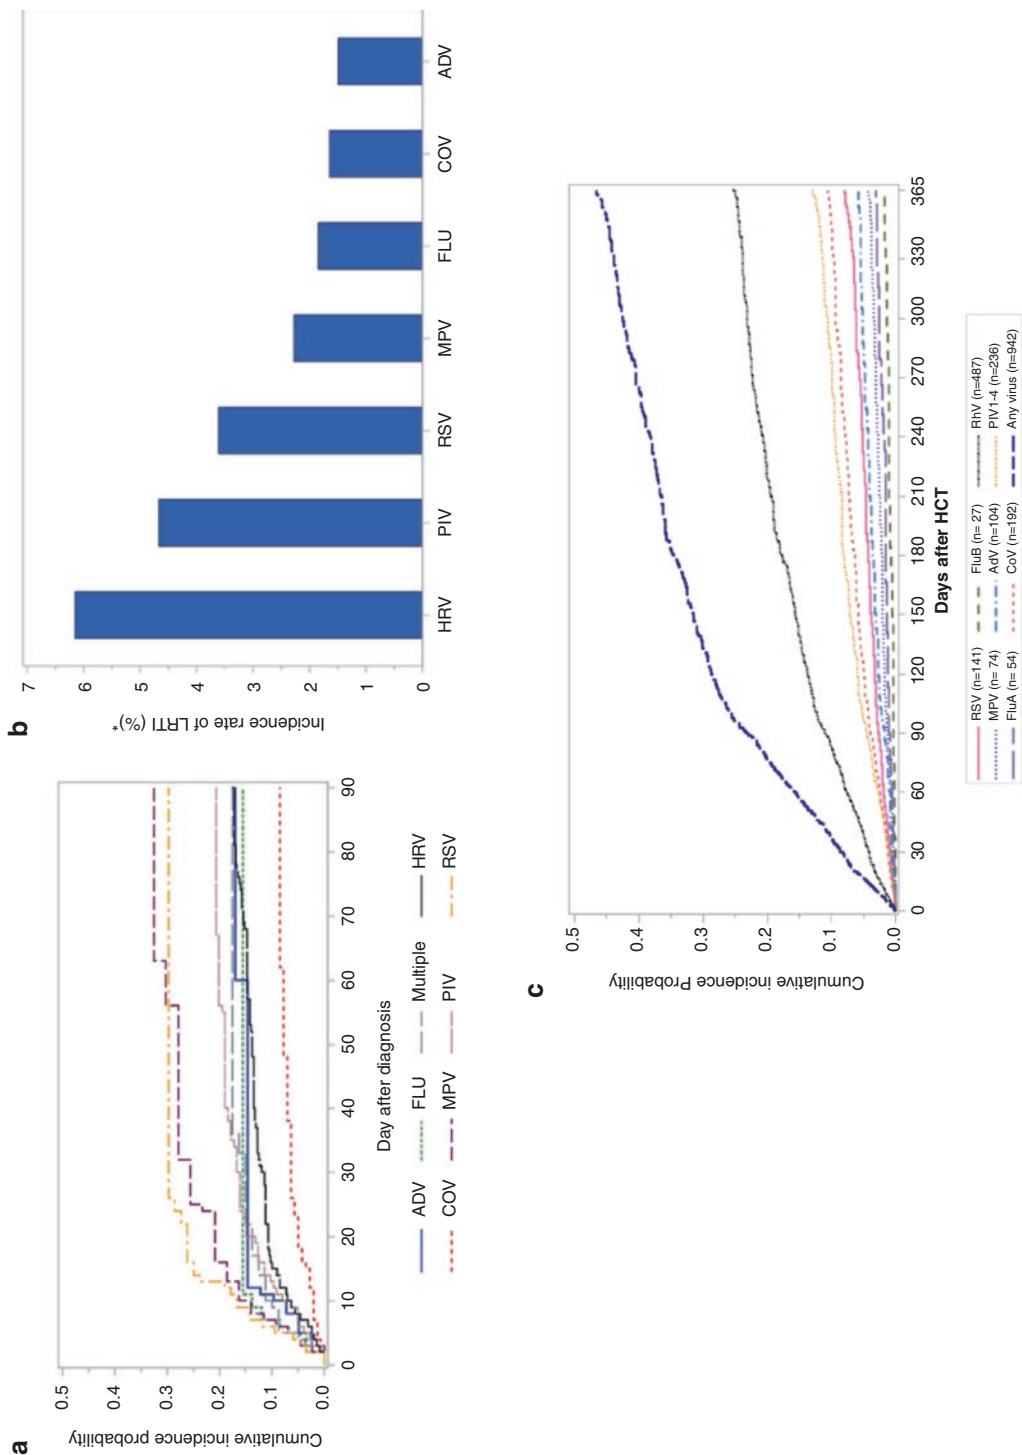 a
Cumulative incidence probability
0.5
0.4
0.3
0.2
0.1
0.0
0 10 20 30 40 50 60 70 80 90
Day after diagnosis
ADV FLU Multiple HRV
COV MPV PIV RSV
b
Incidence rate of LRTI (%)*
7
6
5
4
3
2
1
0
HRV PIV RSV MPV FLU COV ADV
c
Cumulative incidence Probability
0.5
0.4
0.3
0.2
0.1
0.0
0 30 60 90 120 150 180 210 240 270 300 330 365
Days after HCT
RSV (n=141) FluB (n= 27) RhV (n=487)
MPV (n= 74) AdV (n=104) PIV1-4 (n=236)
FluA (n= 54) CoV (n=192) Any virus (n=942)